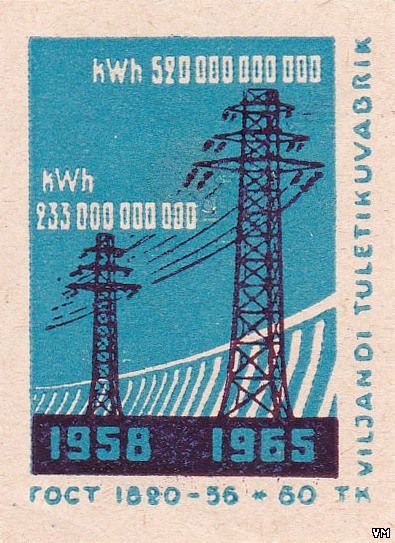 kWh 520 000 000 000
kWh
233 000 000 000
1958 1965
ГОСТ 1820-56 * 60 TK
VILJANDI TULETIKUVABRIK
VM